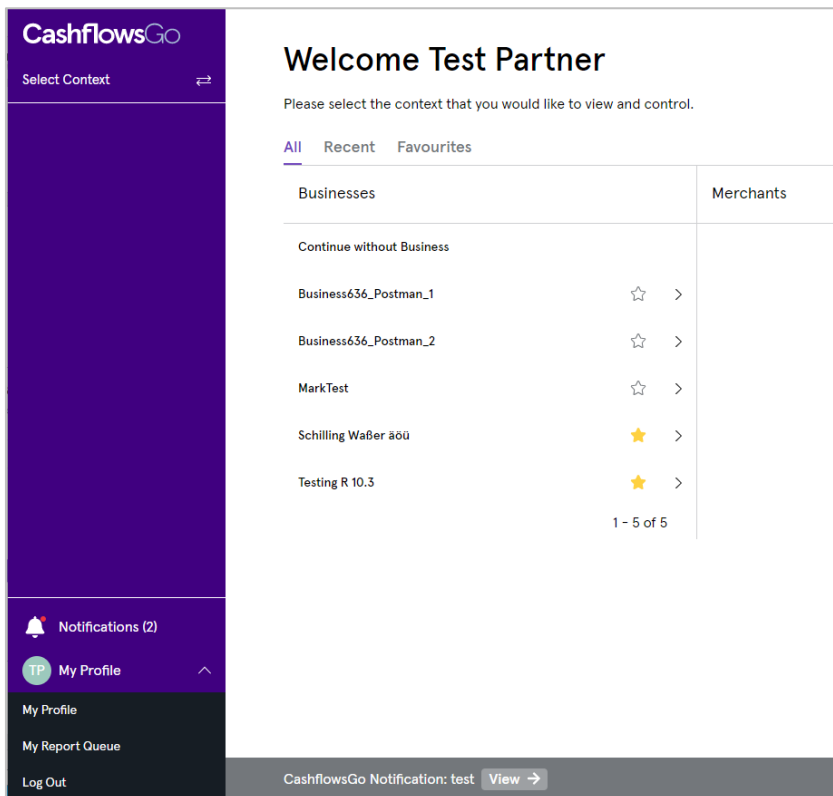 CashflowsGo
Select Context
Welcome Test Partner
Please select the context that you would like to view and control.
All Recent Favourites
Businesses Merchants
Continue without Business
Business636_Postman_1
Business636_Postman_2
MarkTest
Schilling Waßer äöü
Testing R 10.3
1 - 5 of 5
Notifications (2)
TP My Profile
My Profile
My Report Queue
Log Out
CashflowsGo Notification: test View →